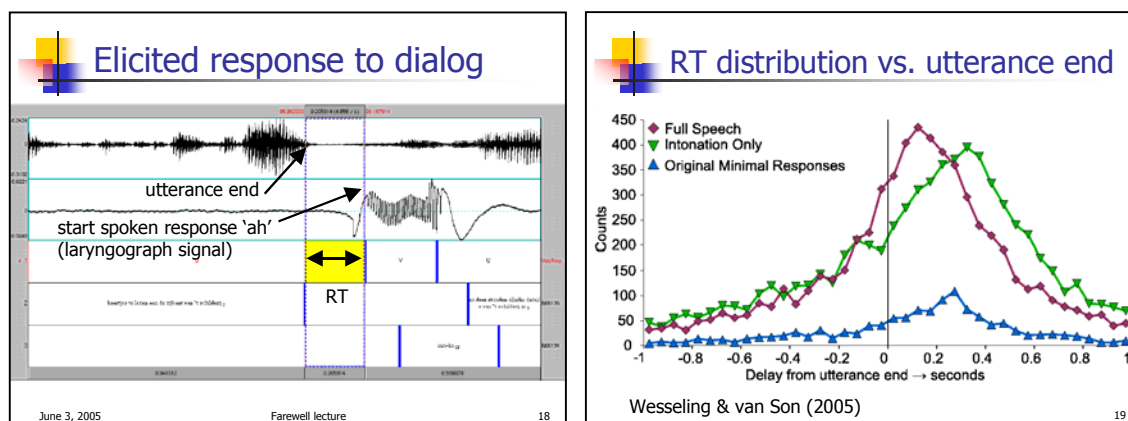 Elicited response to dialog
utterance end
start spoken response ‘ah’
(laryngograph signal)
RT
June 3, 2005
Farewell lecture
18
RT distribution vs. utterance end
450
400
350
300
250
200
150
100
50
0
Counts
Full Speech
Intonation Only
Original Minimal Responses
-1
-0.8
-0.6
-0.4
-0.2
0
0.2
0.4
0.6
0.8
1
Delay from utterance end → seconds
Wesseling & van Son (2005)
19